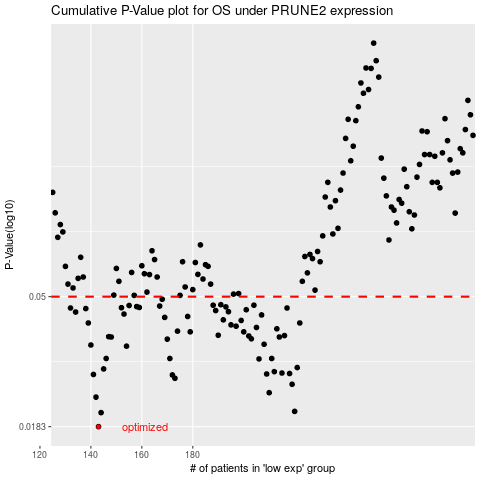 Cumulative P-Value plot for OS under PRUNE2 expression
P-Value(log10)
0.05
0.0183
optimized
120 140 160 180
# of patients in 'low exp' group